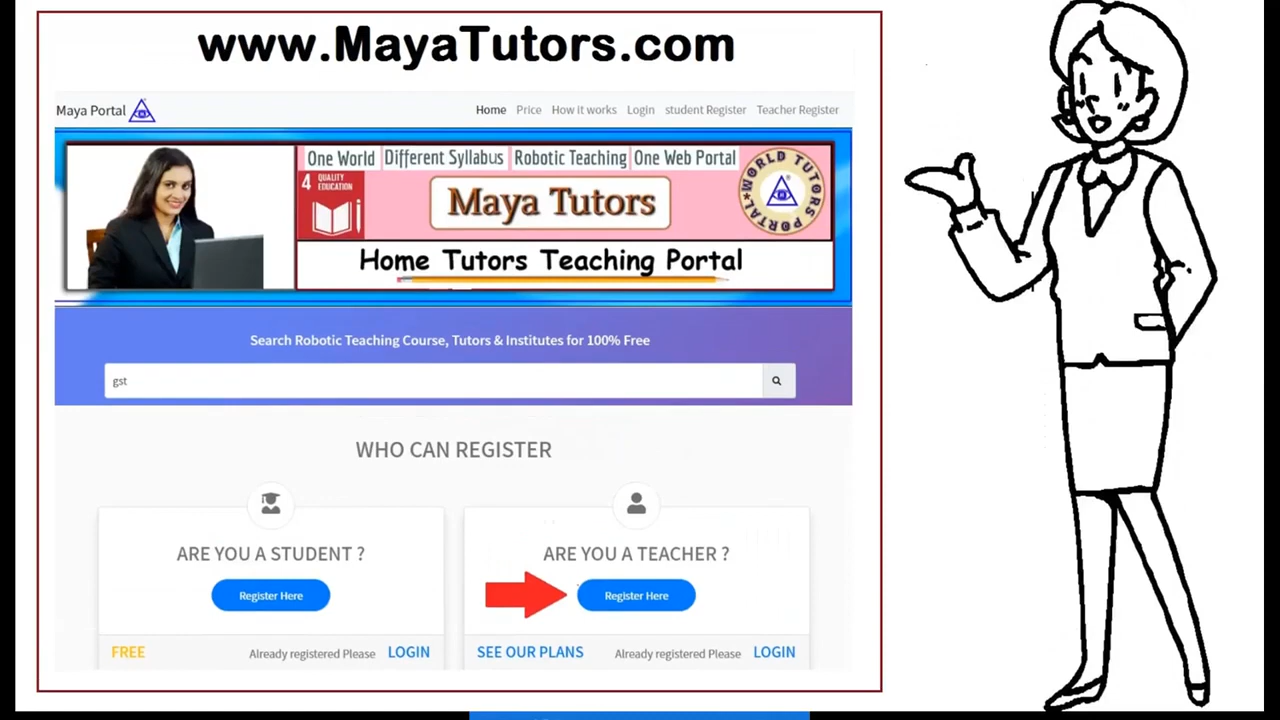 www.MayaTutors.com
Maya Portal
Home Price How it works Login student Register Teacher Register
One World Different Syllabus Robotic Teaching One Web Portal
4 QUALITY EDUCATION
Maya Tutors
WORLD TUTORS PORTAL
Home Tutors Teaching Portal
Search Robotic Teaching Course, Tutors & Institutes for 100% Free
gst
WHO CAN REGISTER
ARE YOU A STUDENT ?
Register Here
FREE Already registered Please LOGIN
ARE YOU A TEACHER ?
Register Here
SEE OUR PLANS Already registered Please LOGIN